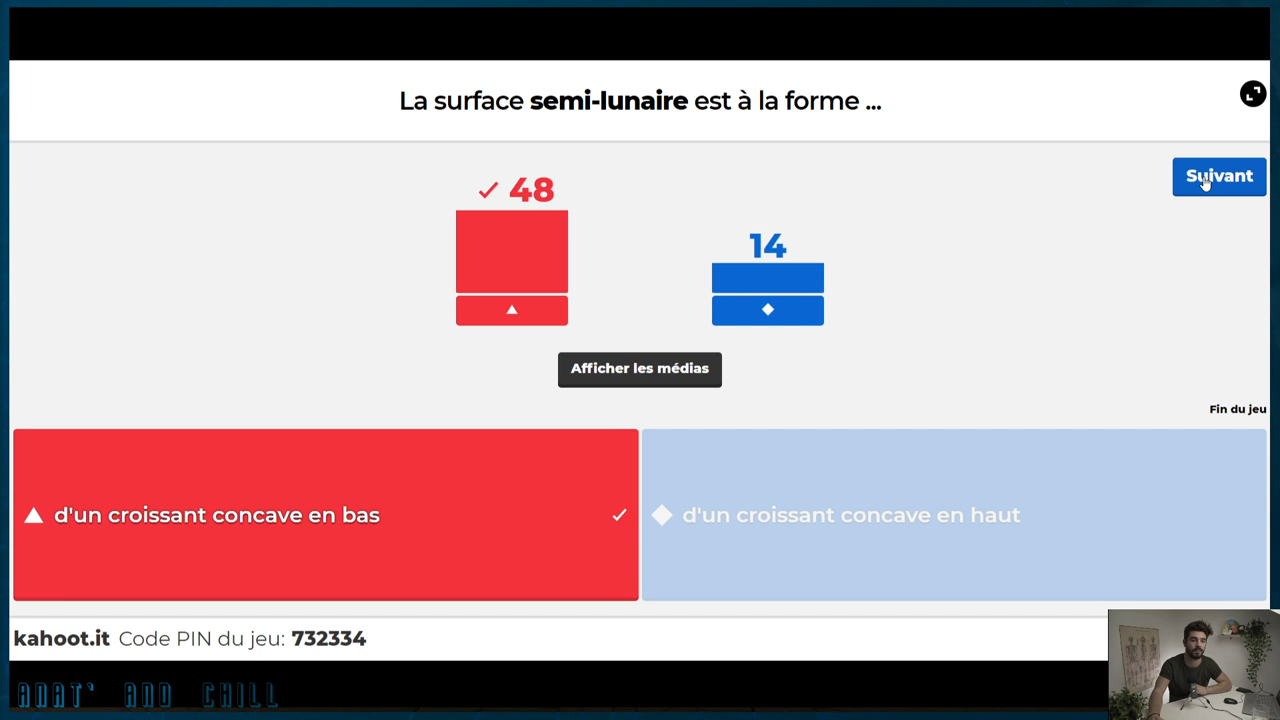 La surface semi-lunaire est à la forme ...
Suivant
48
14
Afficher les médias
Fin du jeu
d'un croissant concave en bas
d'un croissant concave en haut
kahoot.it Code PIN du jeu: 732334
ANAT' AND CHILL